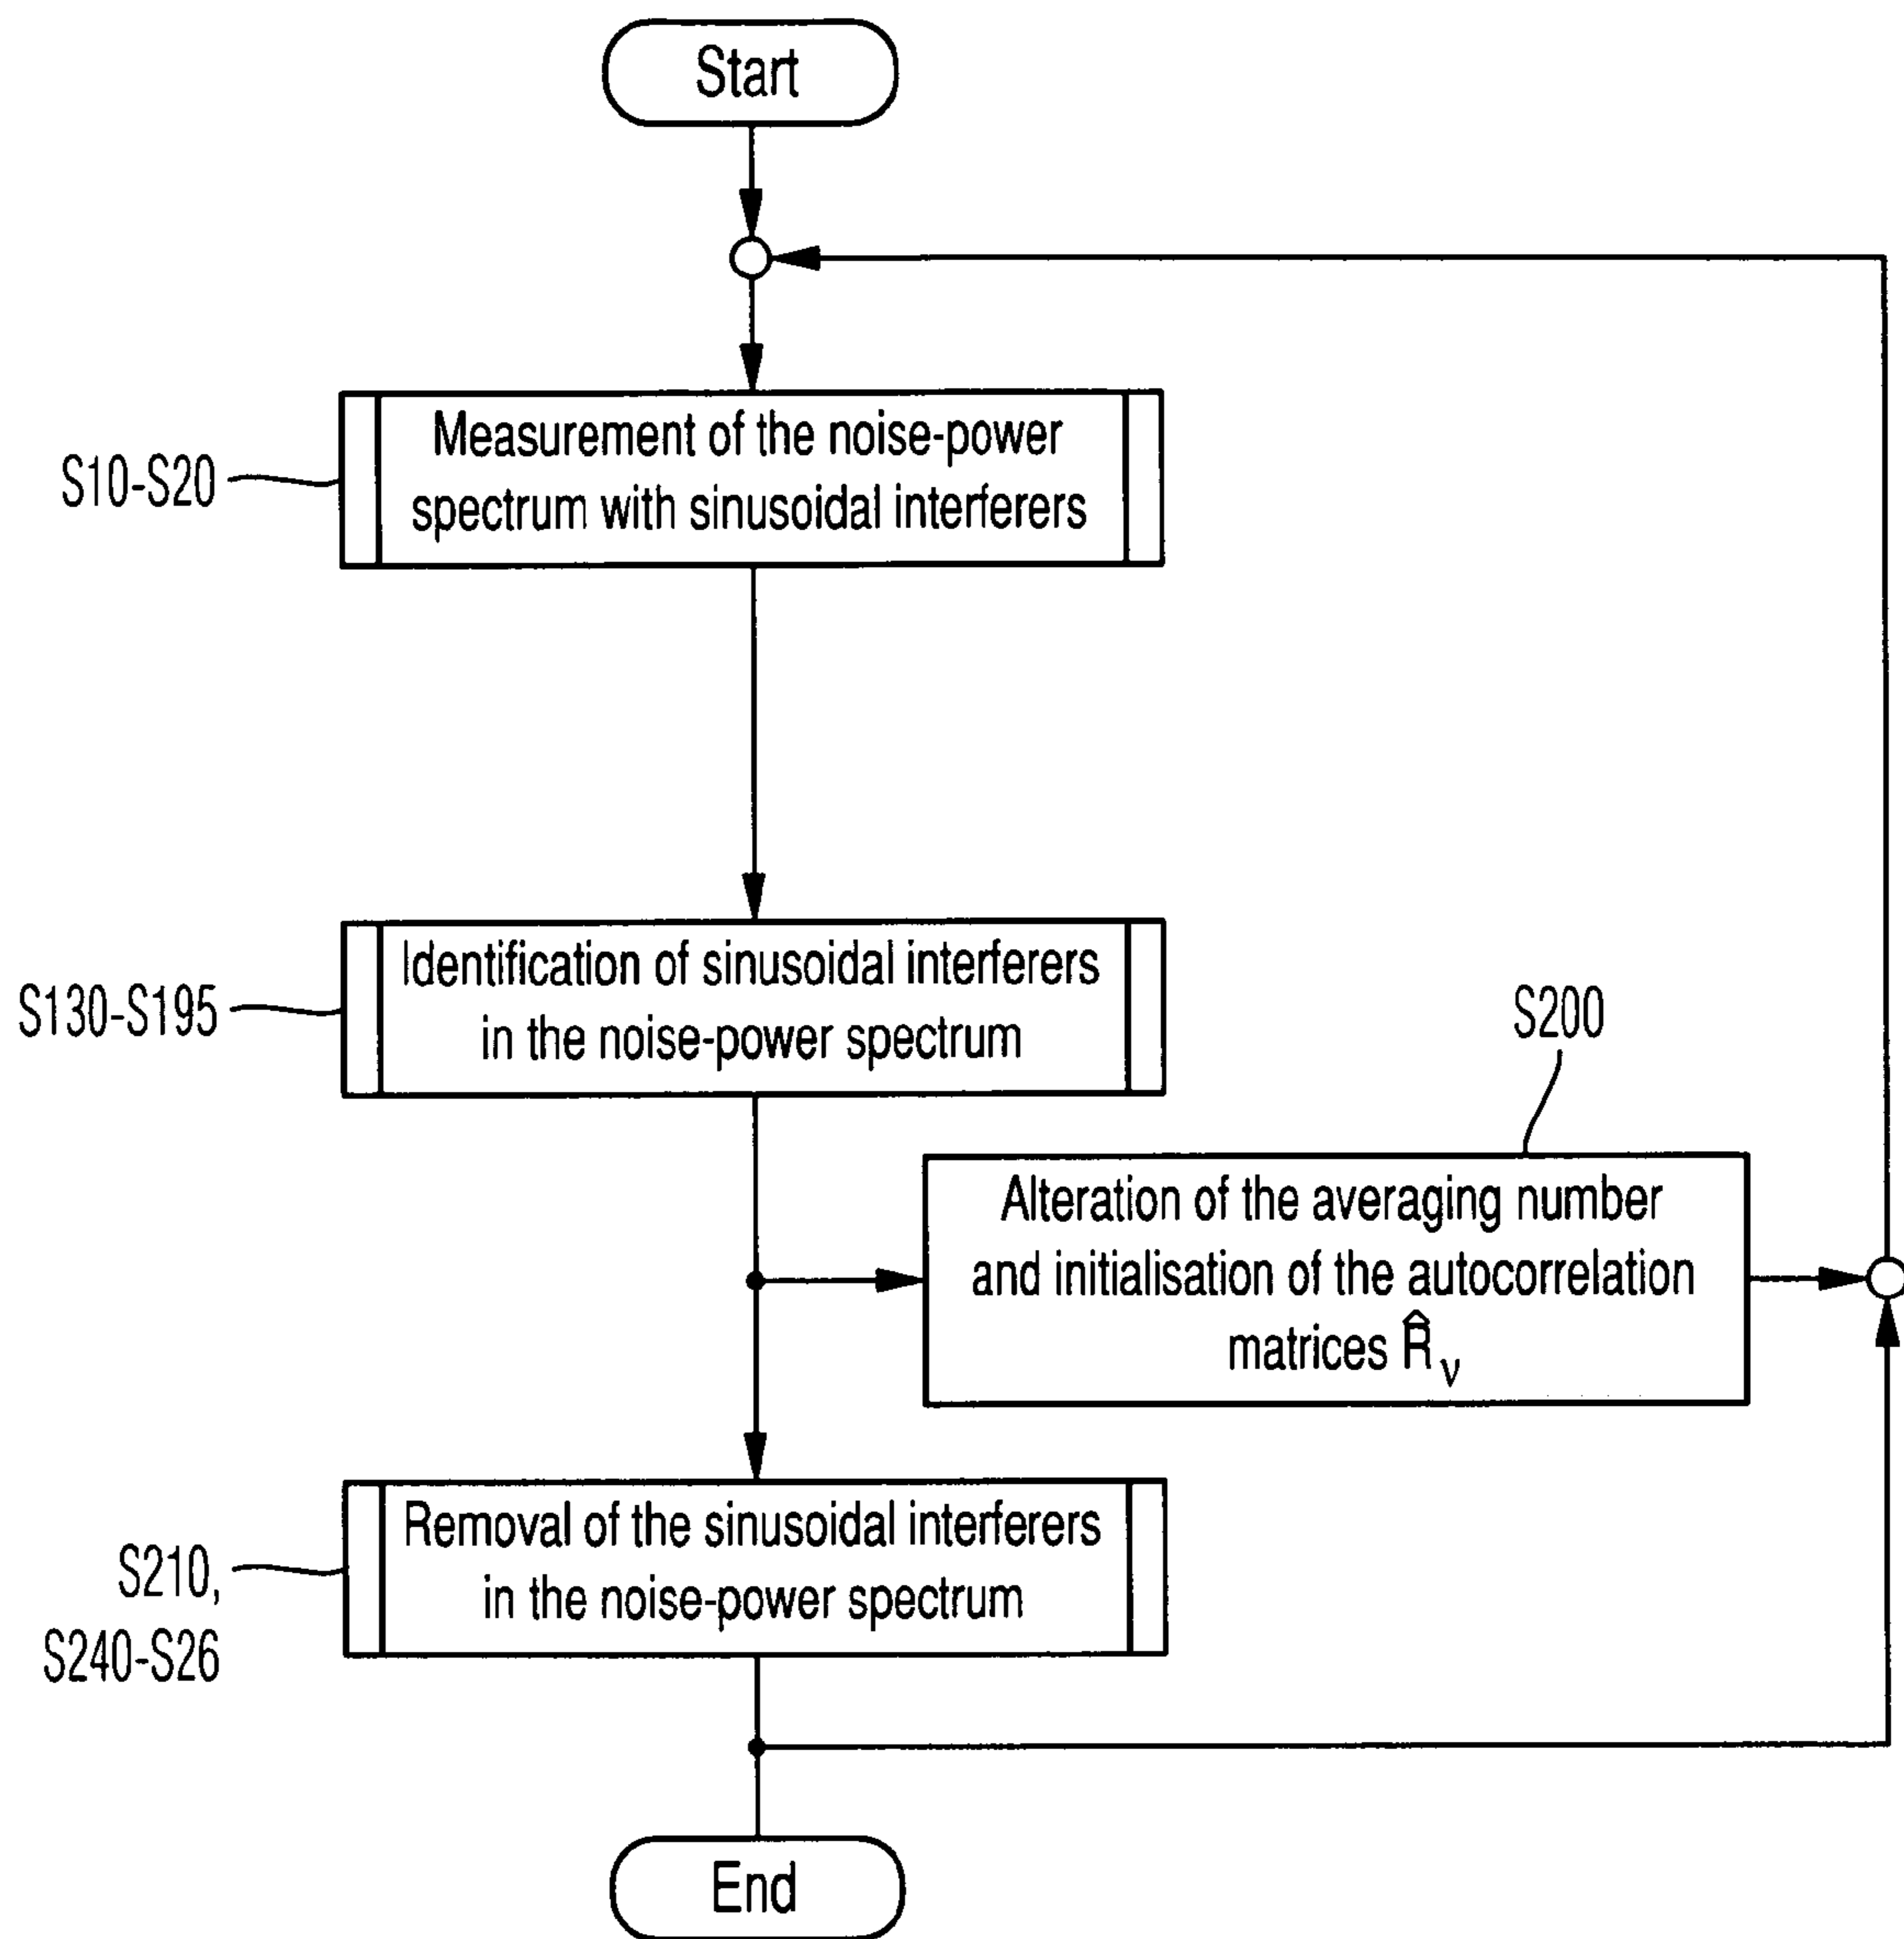 Start
Measurement of the noise-power
spectrum with sinusoidal interferers
S10-S20
Identification of sinusoidal interferers
in the noise-power spectrum
S130-S195
S200
Alteration of the averaging number
and initialisation of the autocorrelation
matrices R̂ν
Removal of the sinusoidal interferers
in the noise-power spectrum
S210,
S240-S26
End